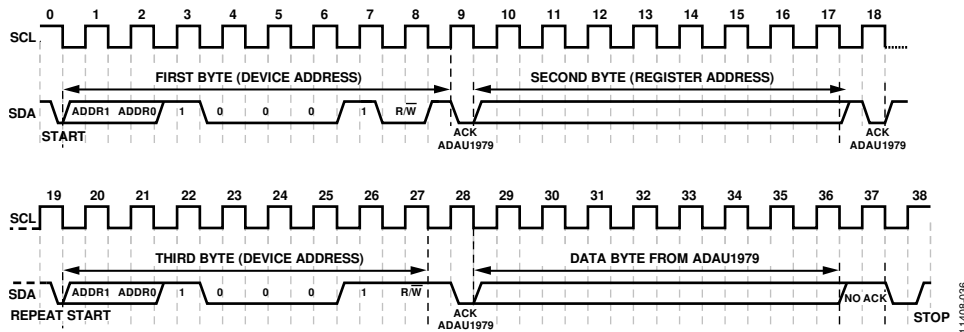 0 1 2 3 4 5 6 7 8 9 10 11 12 13 14 15 16 17 18
SCL
FIRST BYTE (DEVICE ADDRESS) SECOND BYTE (REGISTER ADDRESS)
SDA ADDR1 ADDR0 1 0 0 0 1 R/W̅
START ACK ADAU1979 ACK ADAU1979
19 20 21 22 23 24 25 26 27 28 29 30 31 32 33 34 35 36 37 38
SCL
THIRD BYTE (DEVICE ADDRESS) DATA BYTE FROM ADAU1979
SDA ADDR1 ADDR0 1 0 0 0 1 R/W̅ NO ACK
REPEAT START ACK ADAU1979 STOP
11408-026